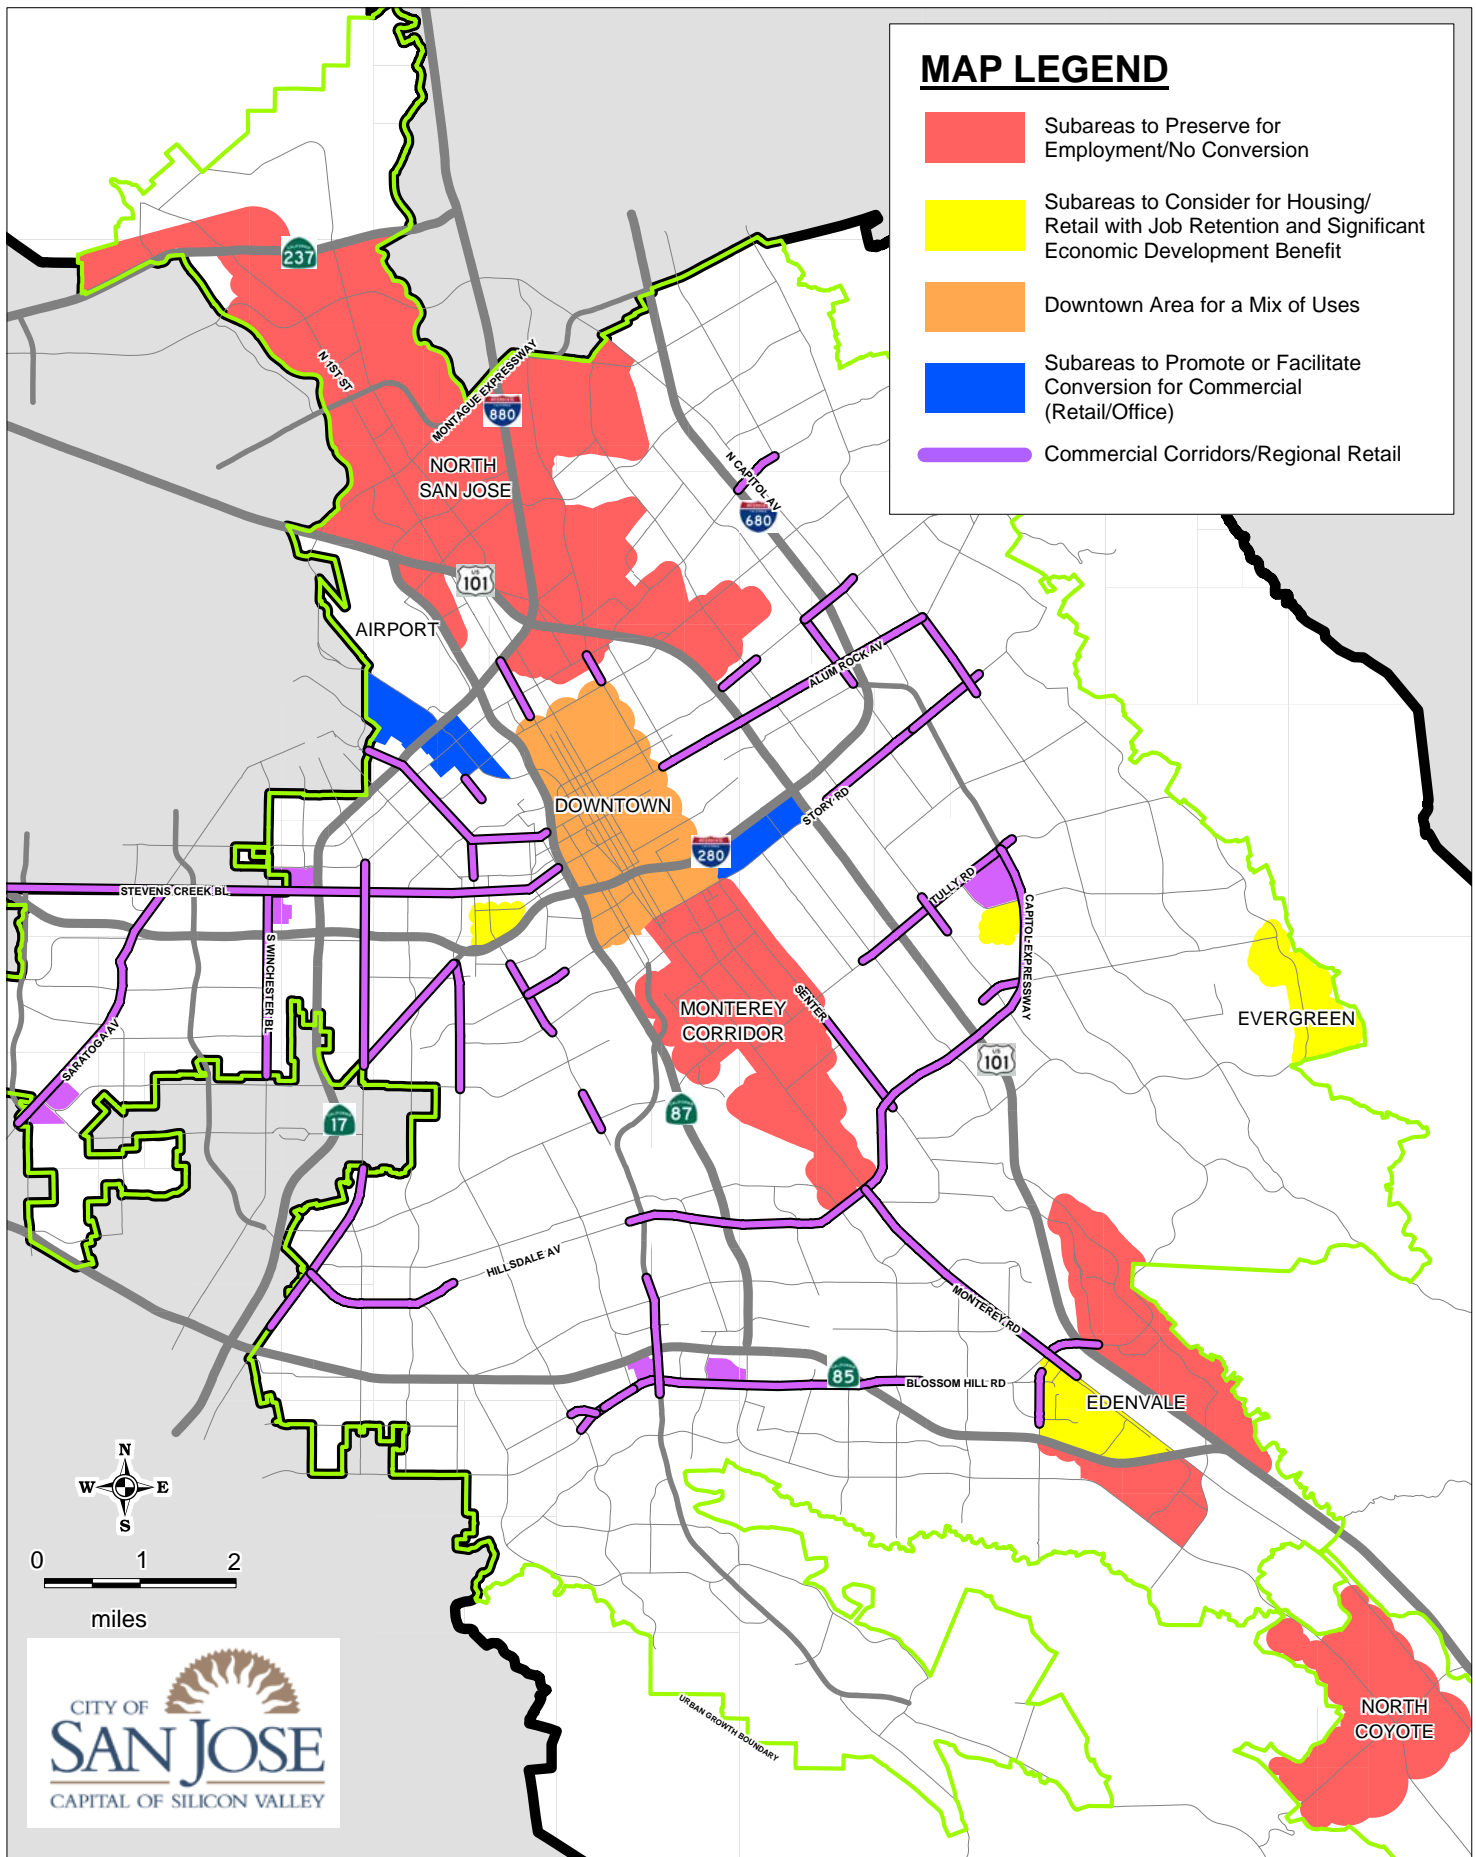 MAP LEGEND
Subareas to Preserve for
Employment/No Conversion
Subareas to Consider for Housing/
Retail with Job Retention and Significant
Economic Development Benefit
Downtown Area for a Mix of Uses
Subareas to Promote or Facilitate
Conversion for Commercial
(Retail/Office)
Commercial Corridors/Regional Retail
237
N 1ST ST
MONTAGUE EXPRESSWAY
880
NORTH
SAN JOSE
N CAPITOL AV
680
US
101
AIRPORT
ALUM ROCK AV
DOWNTOWN
STORY RD
280
STEVENS CREEK BL
TULLY RD
CAPITOL EXPRESSWAY
S WINCHESTER BL
SENTER
MONTEREY
CORRIDOR
EVERGREEN
SARATOGA AV
US
101
17
87
HILLSDALE AV
MONTEREY RD
85
BLOSSOM HILL RD
EDENVALE
N
W E
S
0 1 2
miles
URBAN GROWTH BOUNDARY
NORTH
COYOTE
CITY OF
SAN JOSE
CAPITAL OF SILICON VALLEY